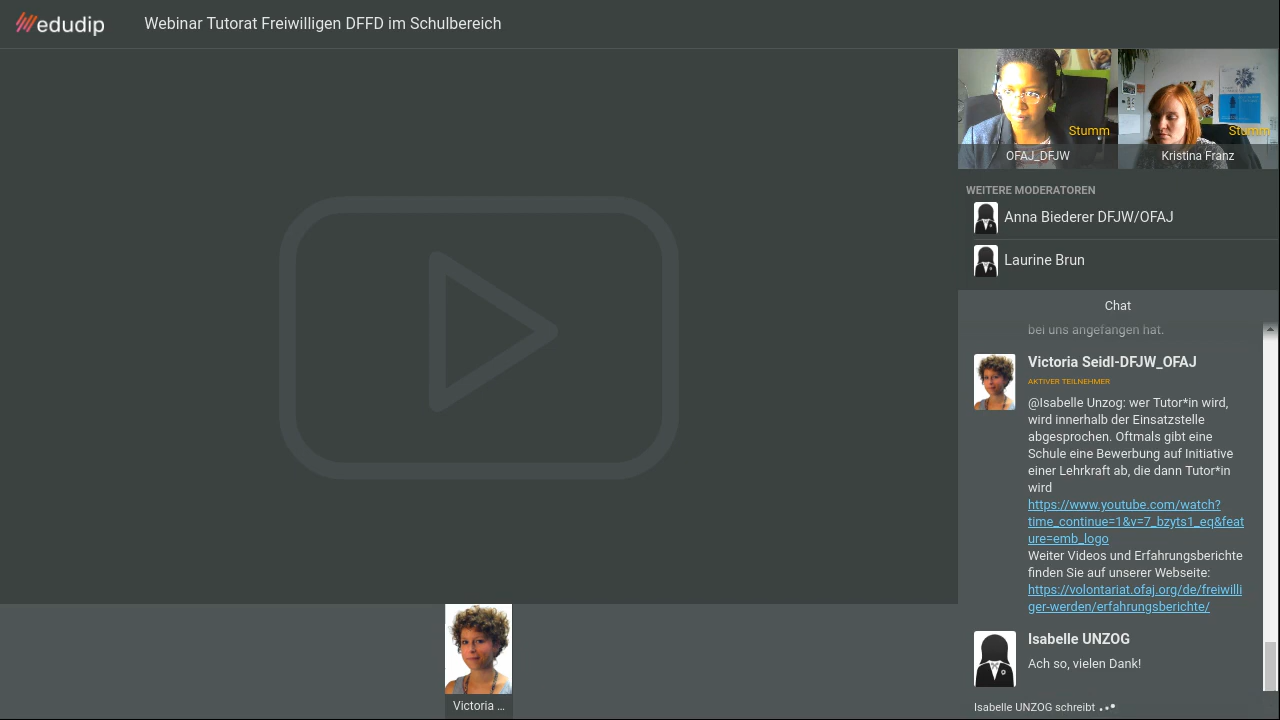 edudip
Webinar Tutorat Freiwilligen DFFD im Schulbereich
Stumm
OFAJ_DFJW
Stumm
Kristina Franz
WEITERE MODERATOREN
Anna Biederer DFJW/OFAJ
Laurine Brun
Chat
bei uns angefangen hat.
Victoria Seidl-DFJW_OFAJ
AKTIVER TEILNEHMER
@Isabelle Unzog: wer Tutor*in wird,
wird innerhalb der Einsatzstelle
abgesprochen. Oftmals gibt eine
Schule eine Bewerbung auf Initiative
einer Lehrkraft ab, die dann Tutor*in
wird
https://www.youtube.com/watch?
time_continue=1&v=7_bzyts1_eq&feat
ure=emb_logo
Weiter Videos und Erfahrungsberichte
finden Sie auf unserer Webseite:
https://volontariat.ofaj.org/de/freiwilli
ger-werden/erfahrungsberichte/
Isabelle UNZOG
Ach so, vielen Dank!
Isabelle UNZOG schreibt
Victoria ...